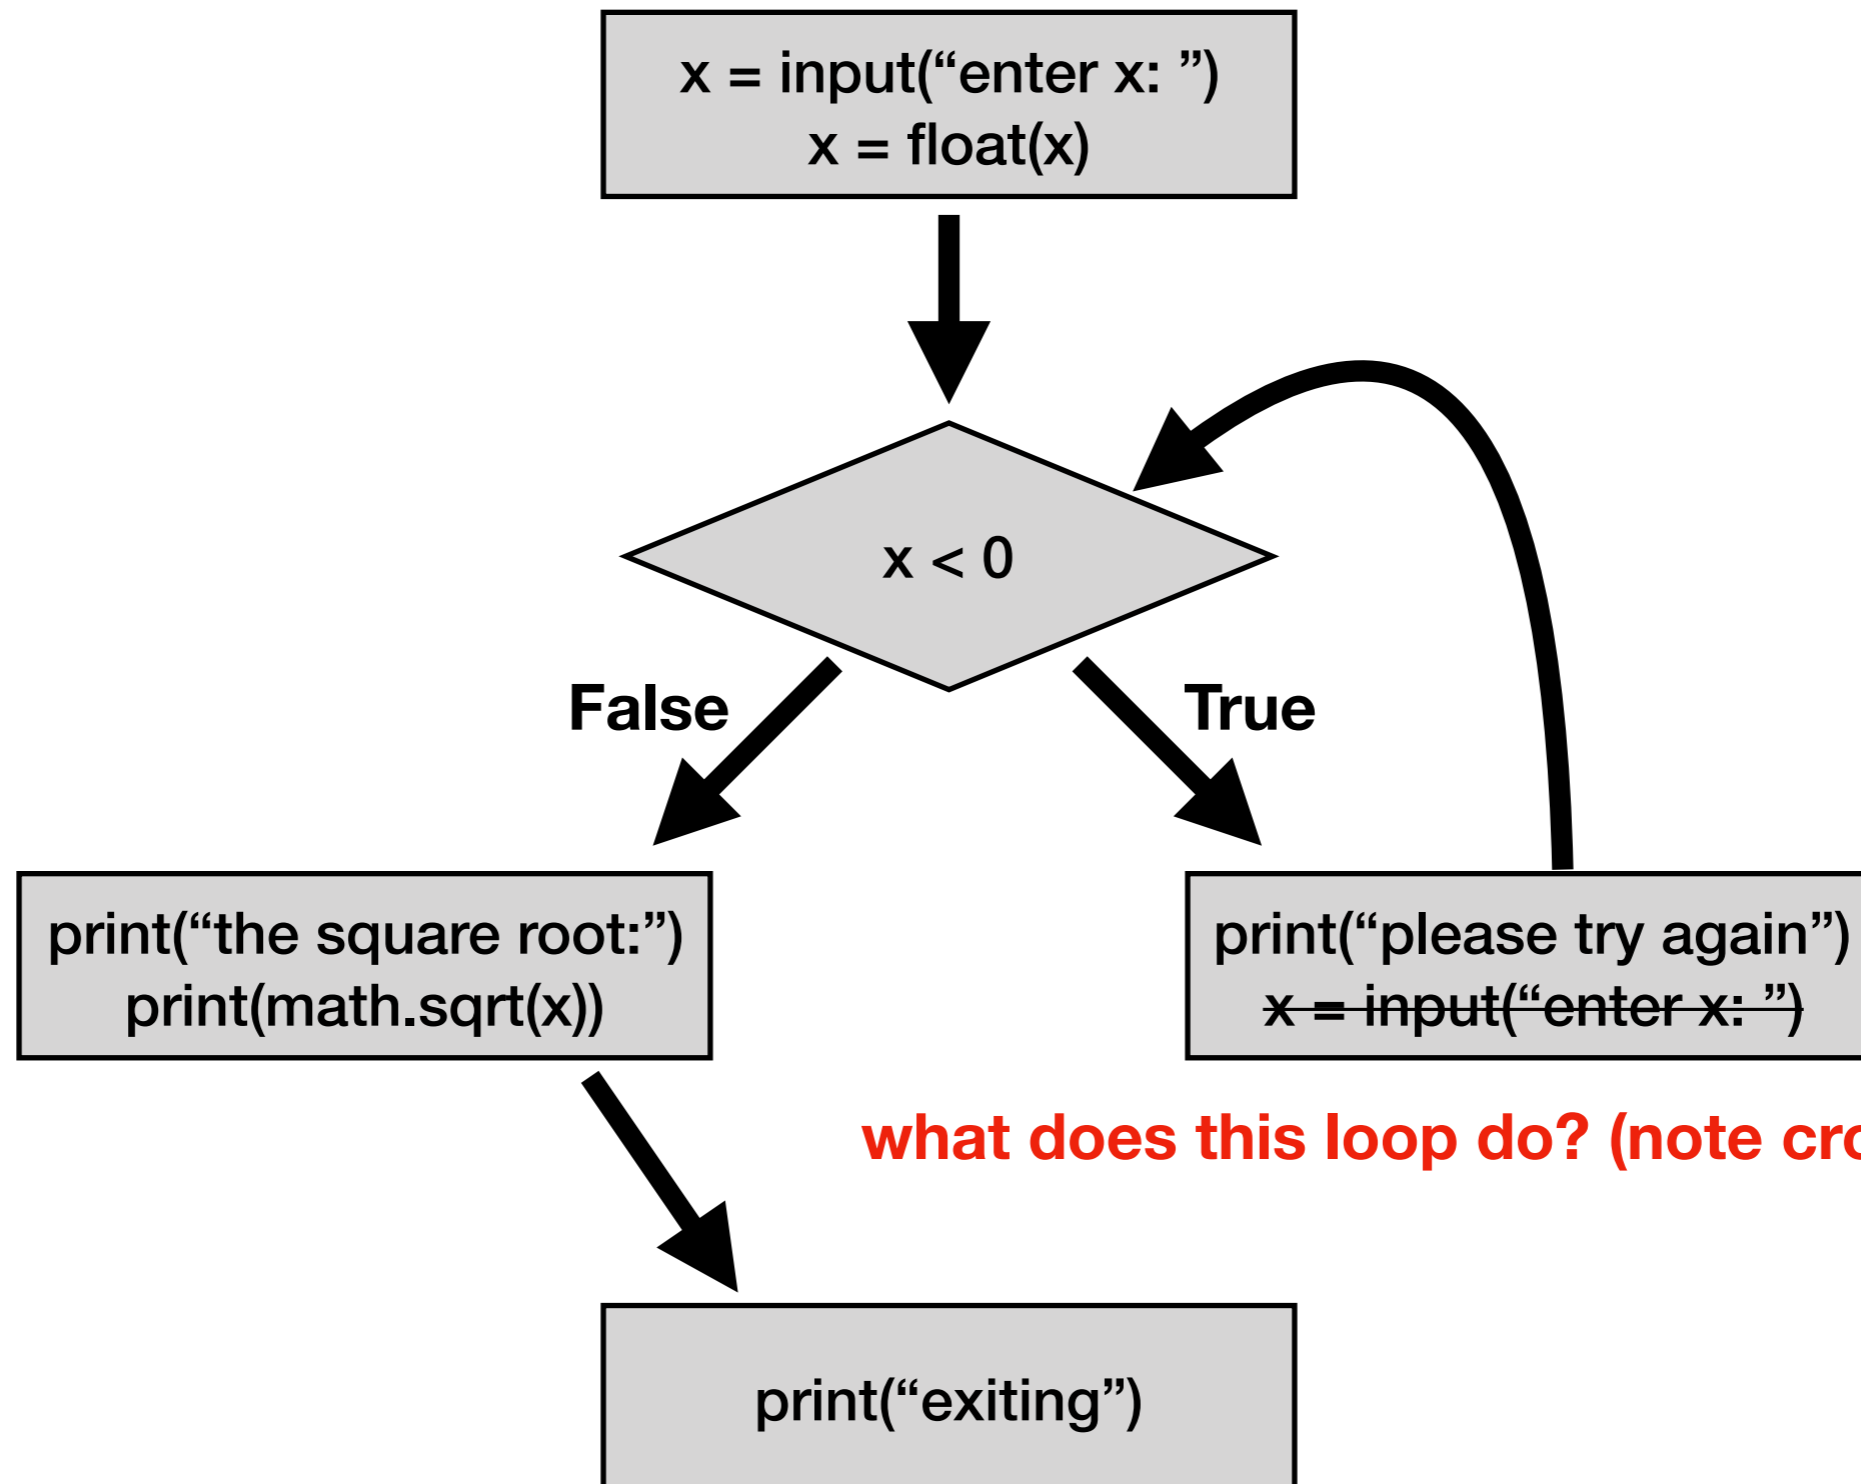 x = input(“enter x: ”)
x = float(x)
x < 0
False
True
print(“the square root:”)
print(math.sqrt(x))
print(“please try again”)
x = input(“enter x: ”)
what does this loop do? (note
print(“exiting”)